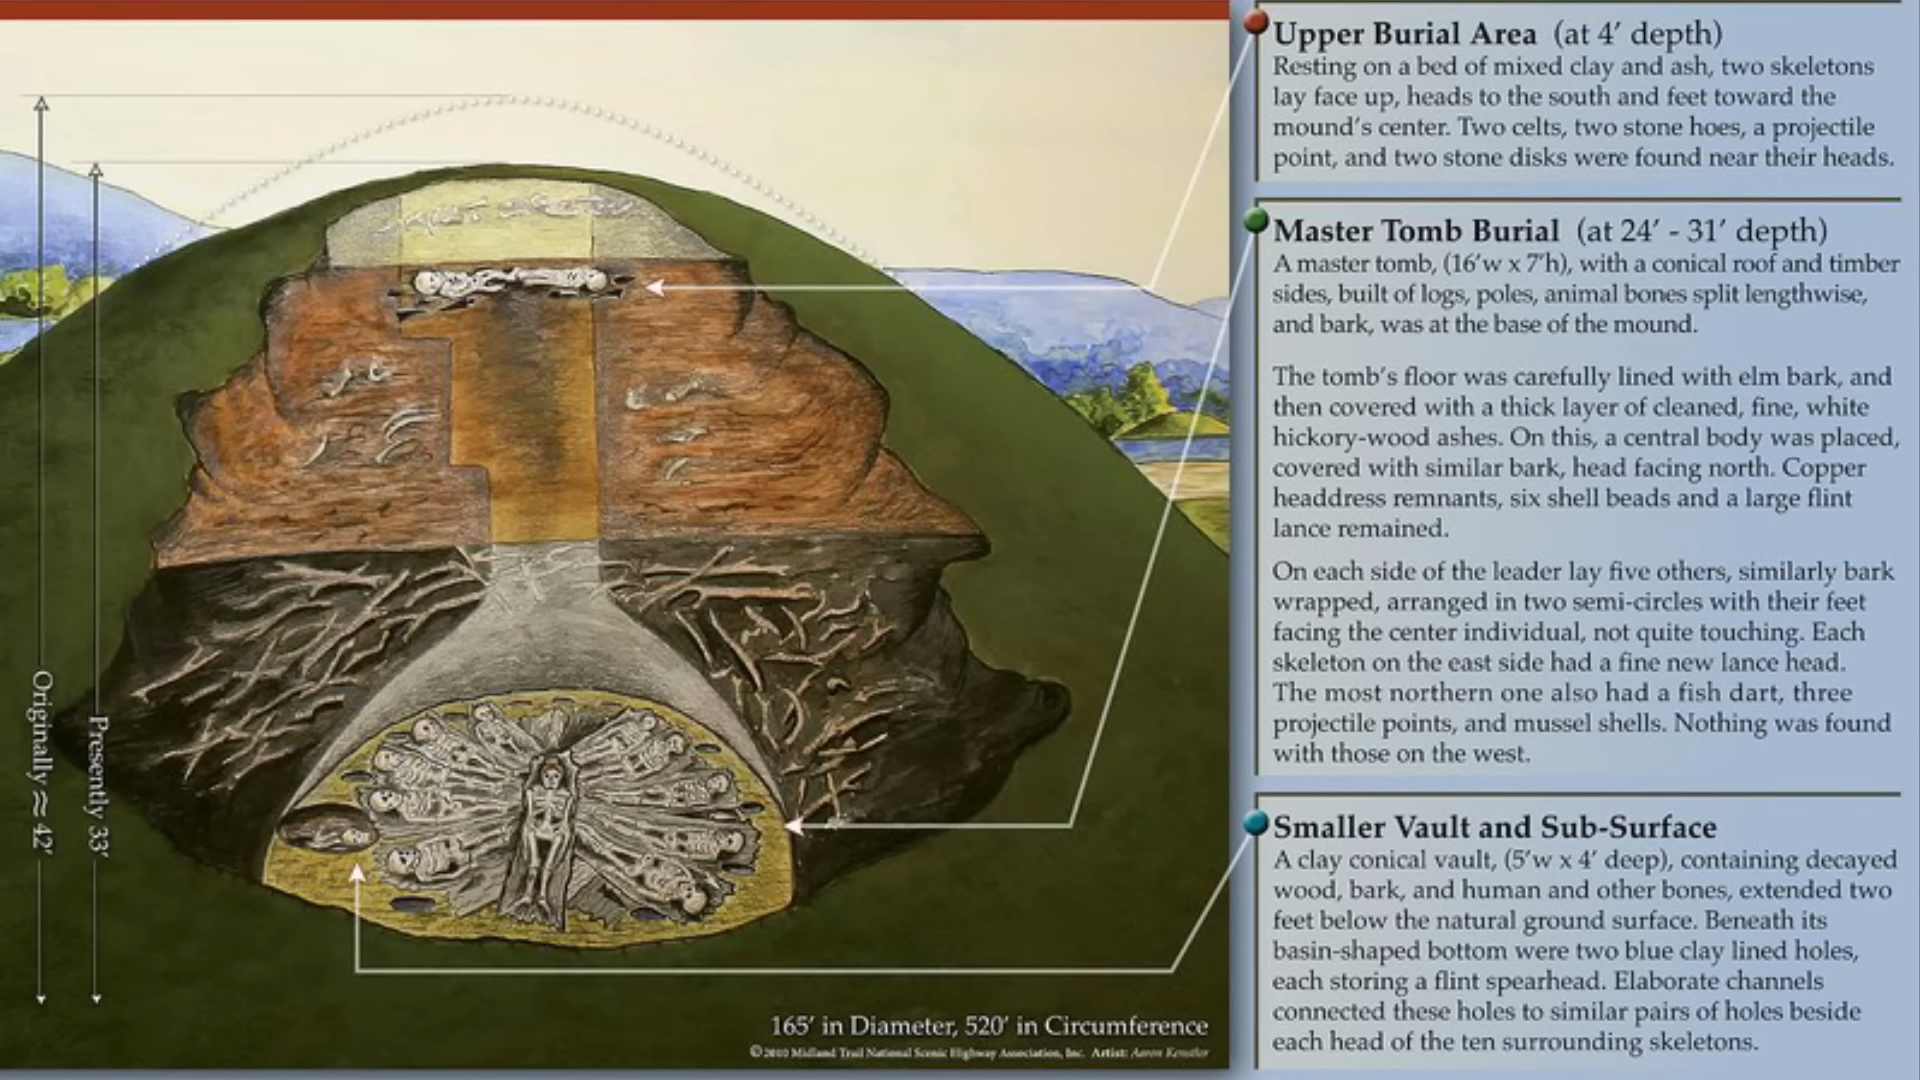 Upper Burial Area (at 4′ depth)
Resting on a bed of mixed clay and ash, two skeletons
lay face up, heads to the south and feet toward the
mound's center. Two celts, two stone hoes, a projectile
point, and two stone disks were found near their heads.
Master Tomb Burial (at 24′ - 31′ depth)
A master tomb, (16′w x 7′h), with a conical roof and timber
sides, built of logs, poles, animal bones split lengthwise,
and bark, was at the base of the mound.
The tomb's floor was carefully lined with elm bark, and
then covered with a thick layer of cleaned, fine, white
hickory-wood ashes. On this, a central body was placed,
covered with similar bark, head facing north. Copper
headdress remnants, six shell beads and a large flint
lance remained.
On each side of the leader lay five others, similarly bark
wrapped, arranged in two semi-circles with their feet
facing the center individual, not quite touching. Each
skeleton on the east side had a fine new lance head.
The most northern one also had a fish dart, three
projectile points, and mussel shells. Nothing was found
with those on the west.
Smaller Vault and Sub-Surface
A clay conical vault, (5′w x 4′ deep), containing decayed
wood, bark, and human and other bones, extended two
feet below the natural ground surface. Beneath its
basin-shaped bottom were two blue clay lined holes,
each storing a flint spearhead. Elaborate channels
connected these holes to similar pairs of holes beside
each head of the ten surrounding skeletons.
Originally ≈ 42′
Presently 33′
165′ in Diameter, 520′ in Circumference
©2010 Midland Trail National Scenic Highway Association, Inc. Artist: Aaron